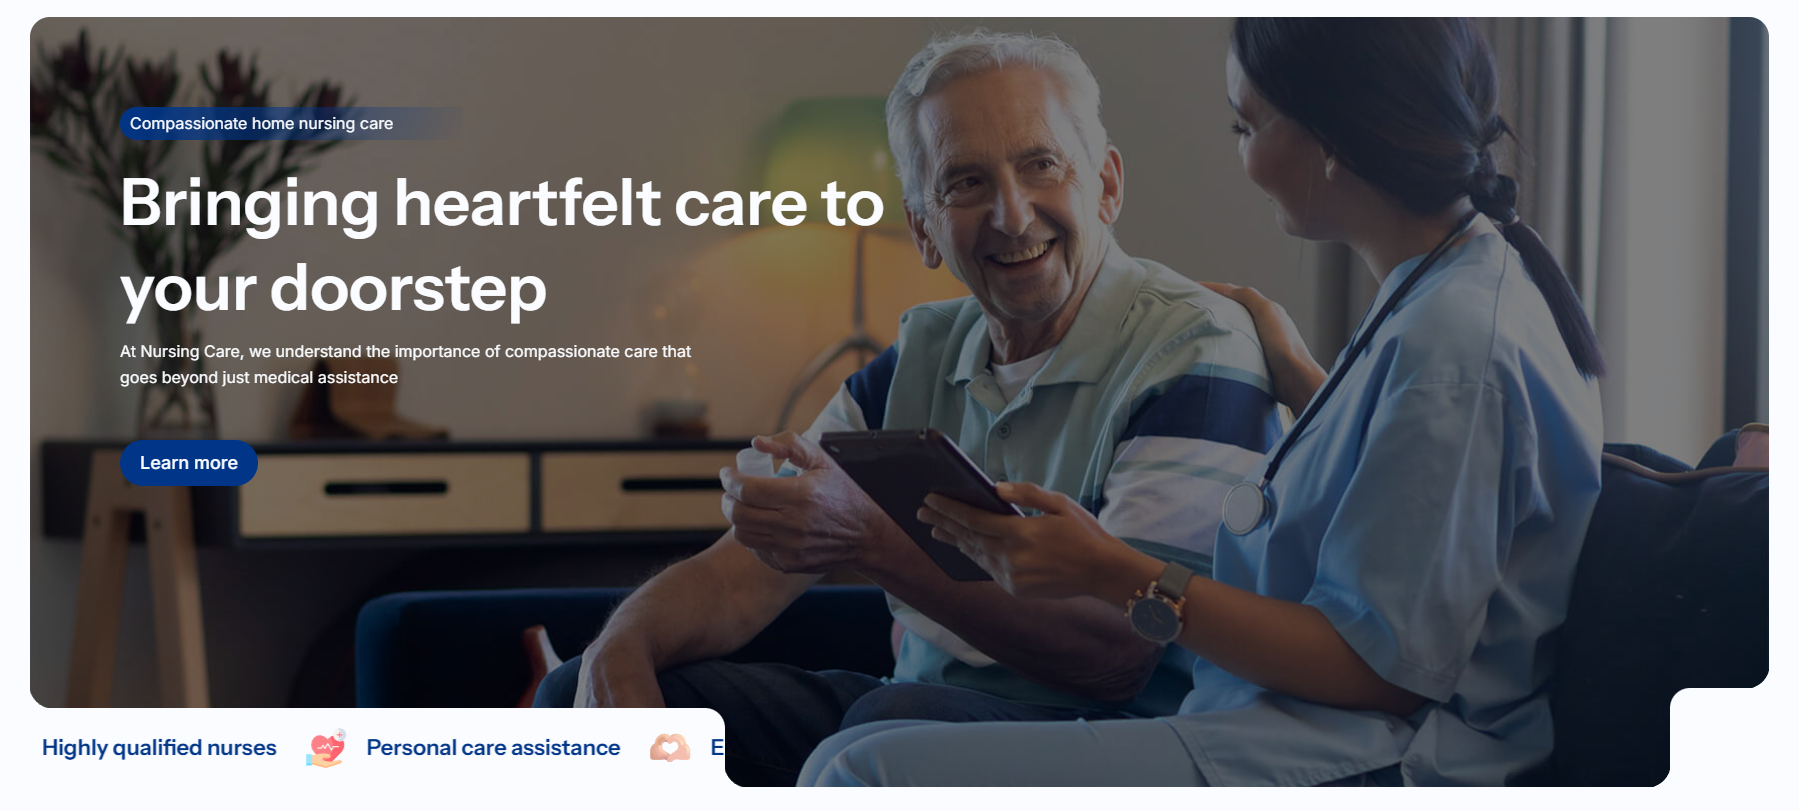 Compassionate home nursing care
Bringing heartfelt care to
your doorstep
At Nursing Care, we understand the importance of compassionate care that
goes beyond just medical assistance
Learn more
Highly qualified nurses
Personal care assistance
E